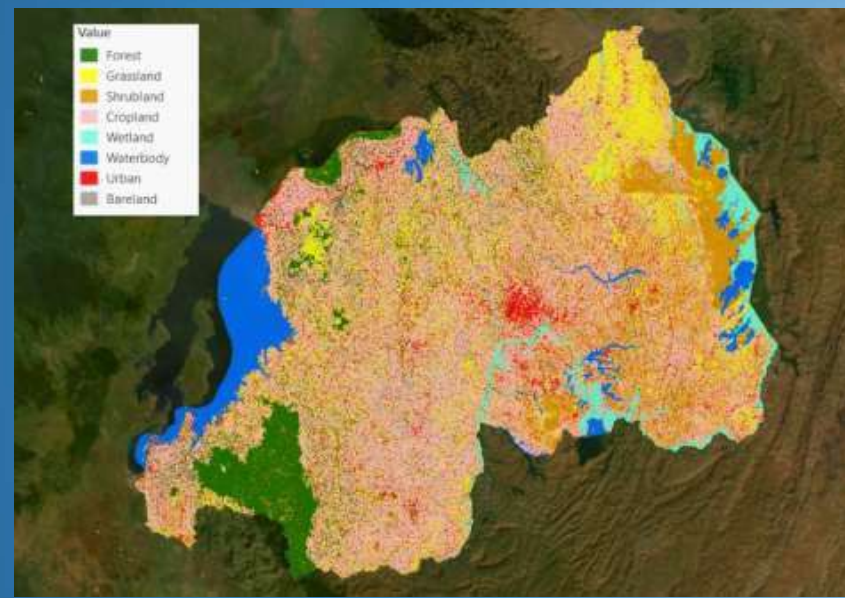 Value
Forest
Grassland
Shrubland
Cropland
Wetland
Waterbody
Urban
Bareland